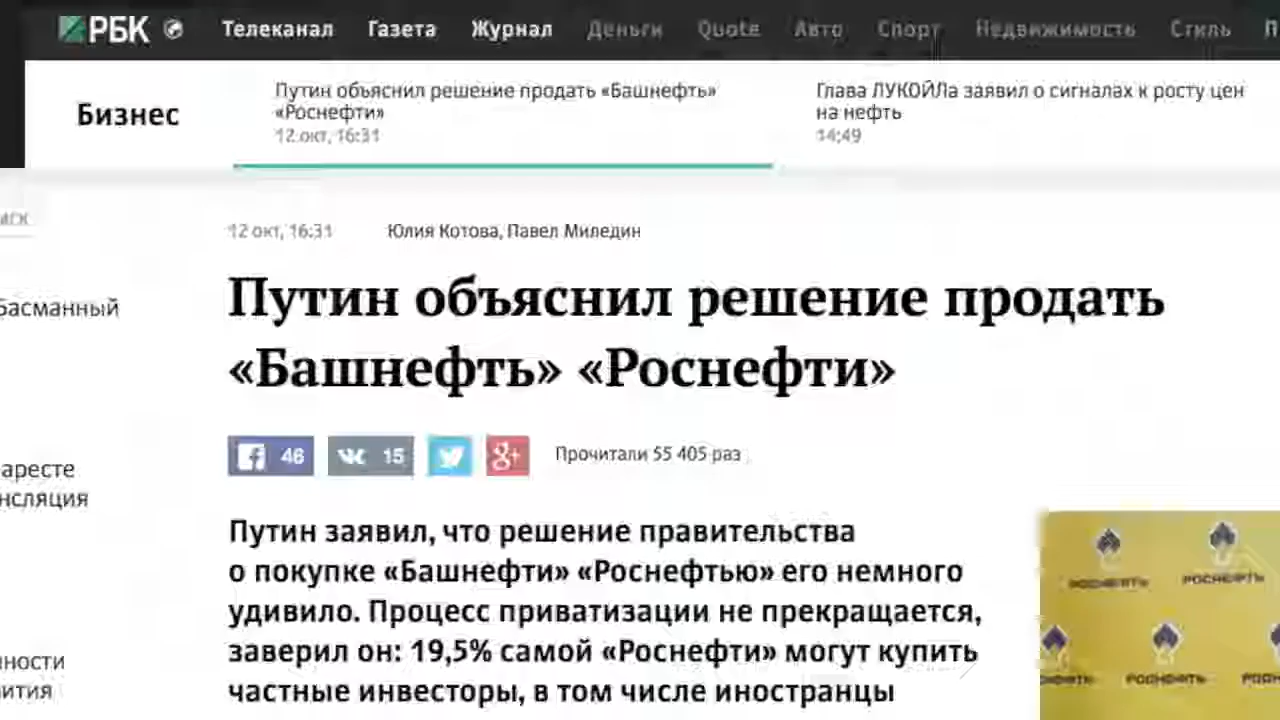 РБК Телеканал Газета Журнал Деньги Quote Авто Спорт Недвижимость Стиль
Бизнес
Путин объяснил решение продать «Башнефть»
«Роснефти»
12 окт, 16:31
Глава ЛУКОЙЛа заявил о сигналах к росту цен
на нефть
14:49
12 окт, 16:31 Юлия Котова, Павел Миледин
Басманный
Путин объяснил решение продать
«Башнефть» «Роснефти»
46 15 g+ Прочитали 55 405 раз
аресте
нсляция
Путин заявил, что решение правительства
о покупке «Башнефти» «Роснефтью» его немного
удивило. Процесс приватизации не прекращается,
заверил он: 19,5% самой «Роснефти» могут купить
частные инвесторы, в том числе иностранцы
ности
ития
РОСНЕФТЬ РОСНЕФТЬ
РОСНЕФТЬ